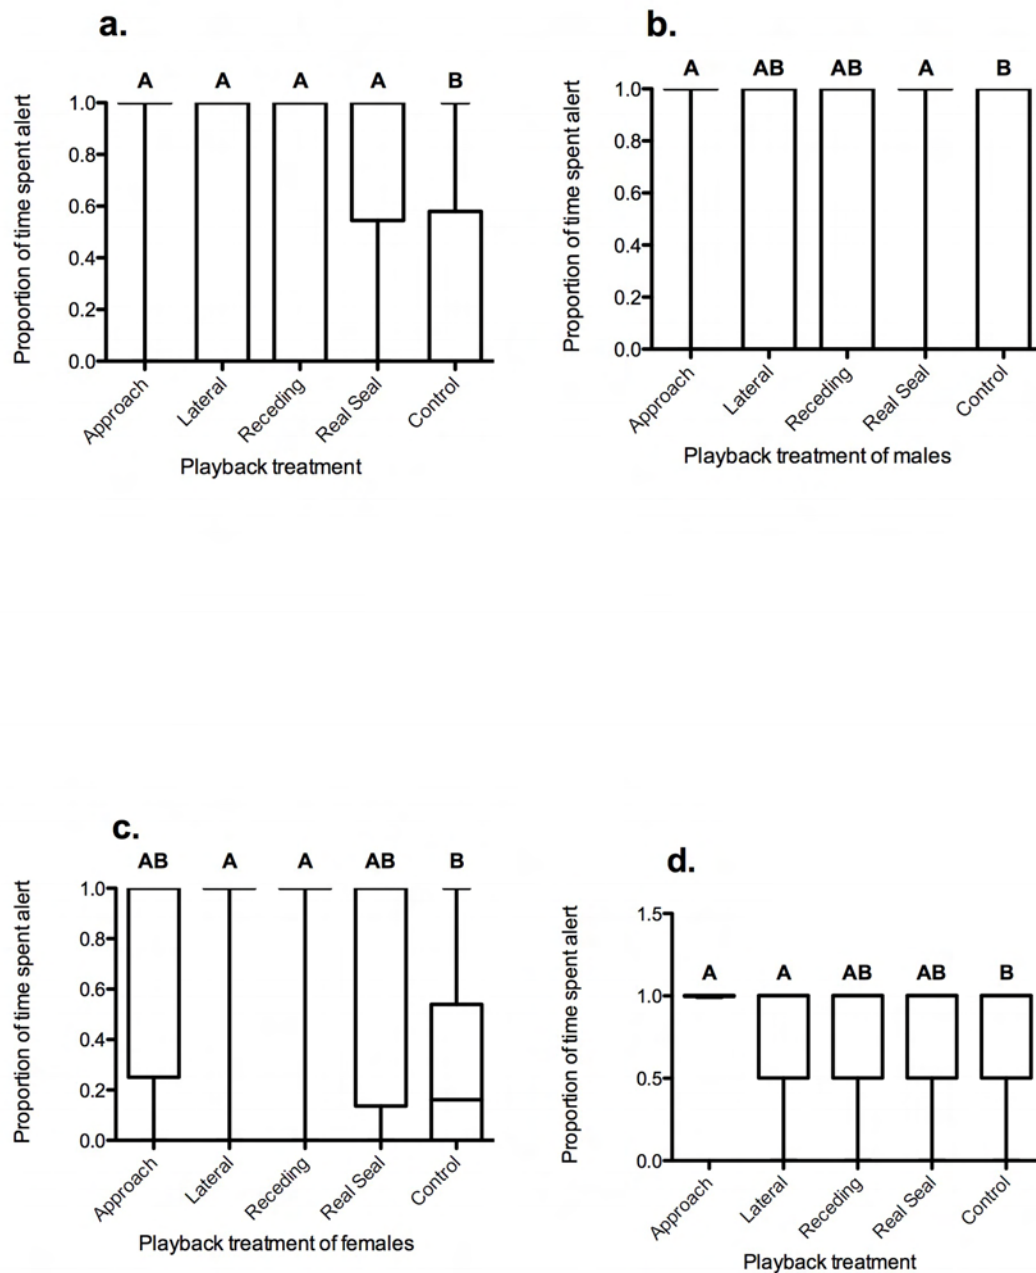 a.
A A A A B
Proportion of time spent alert
1.0
0.8
0.6
0.4
0.2
0.0
Approach
Lateral
Receding
Real Seal
Control
Playback treatment
b.
A AB AB A B
Proportion of time spent alert
1.0
0.8
0.6
0.4
0.2
0.0
Approach
Lateral
Receding
Real Seal
Control
Playback treatment of males
c.
AB A A AB B
Proportion of time spent alert
1.0
0.8
0.6
0.4
0.2
0.0
Approach
Lateral
Receding
Real Seal
Control
Playback treatment of females
d.
A A AB AB B
Proportion of time spent alert
1.5
1.0
0.5
0.0
Approach
Lateral
Receding
Real Seal
Control
Playback treatment